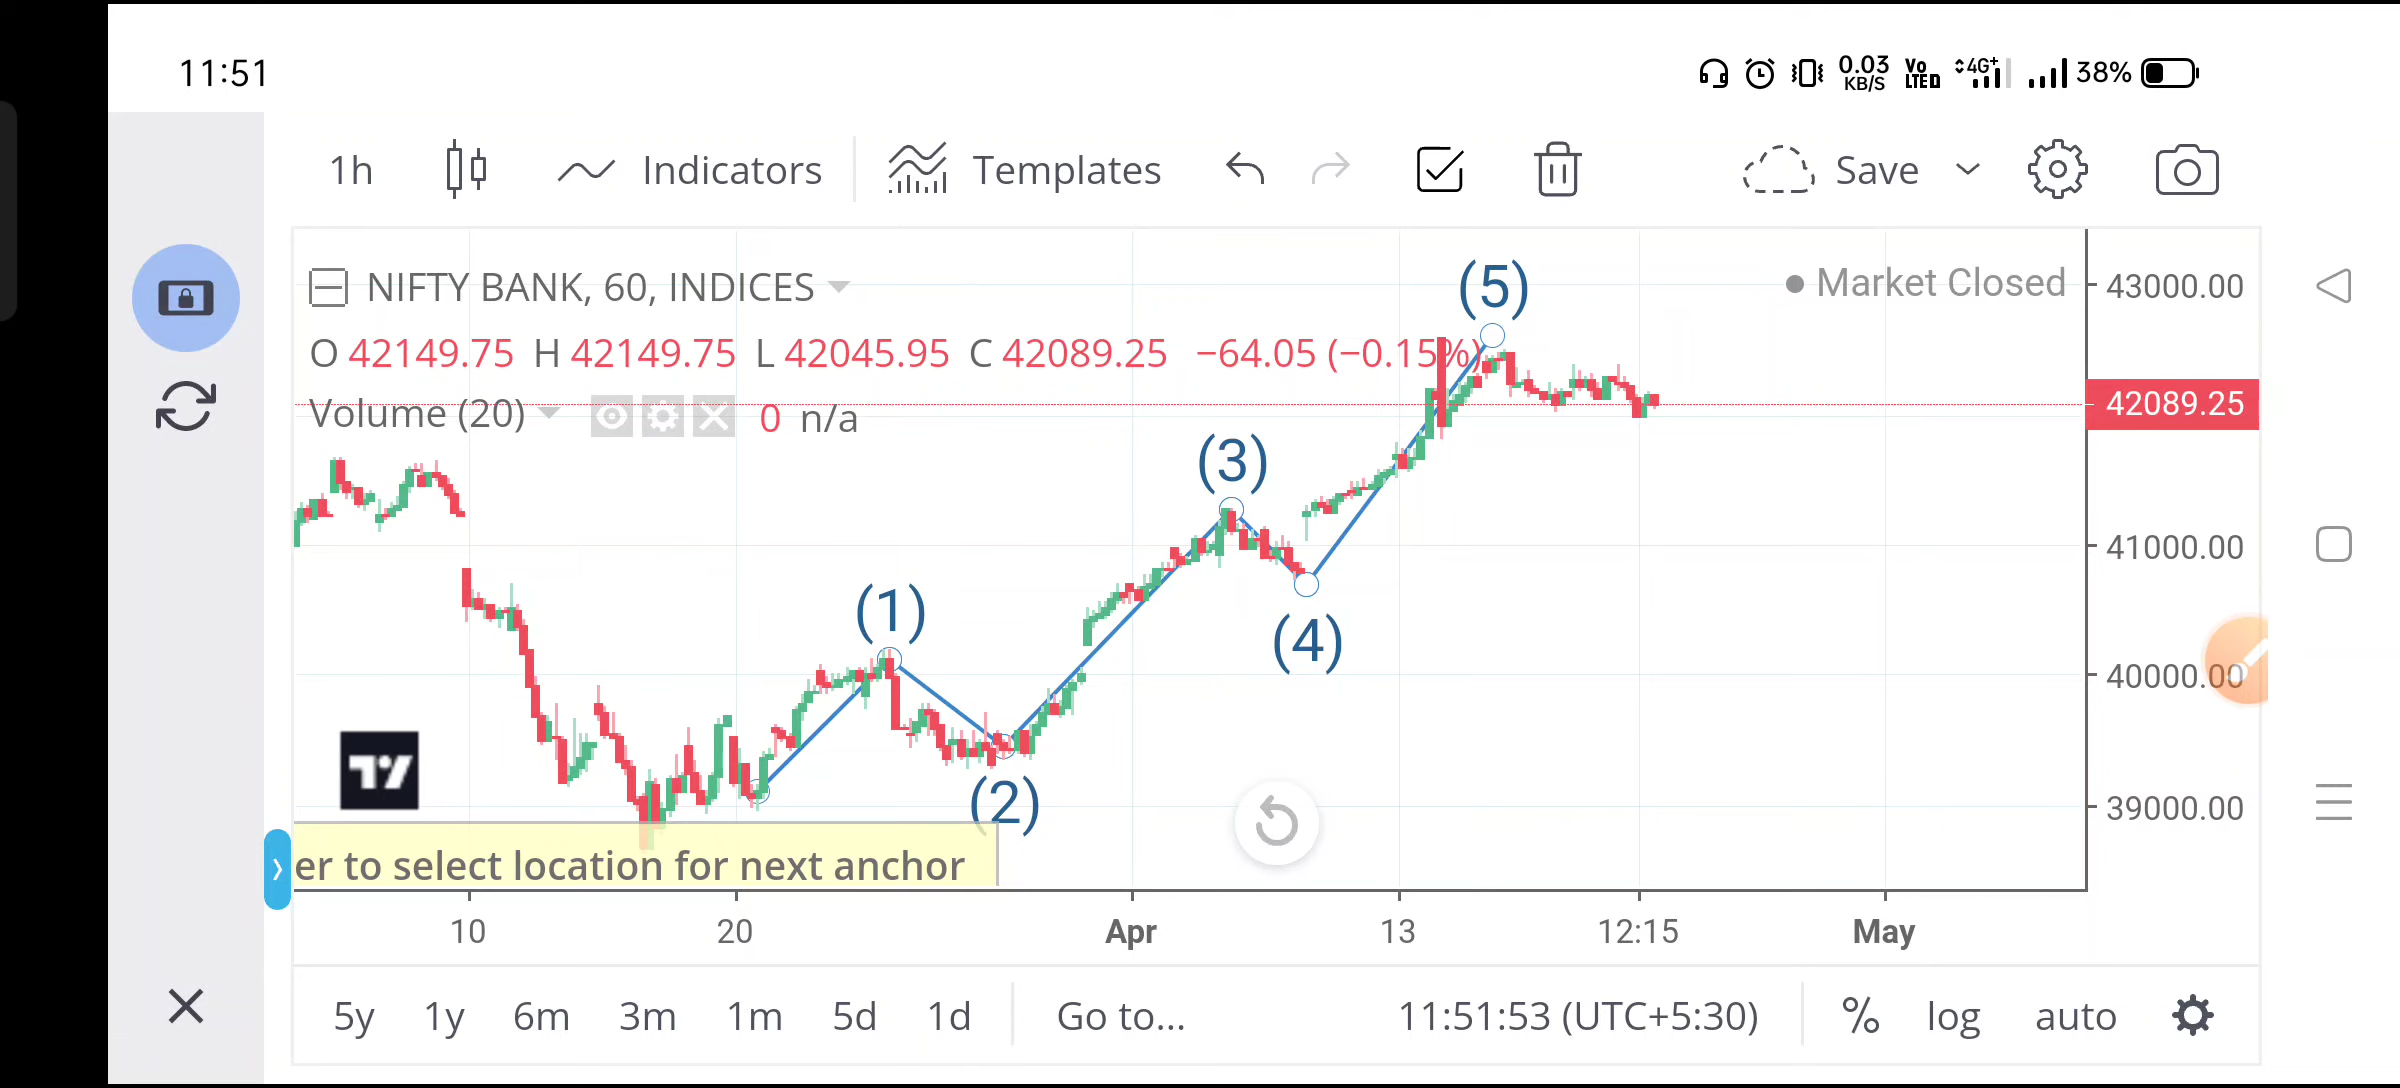 11:51
0.03 KB/S Vo LTE D 4G+ 38%
1h Indicators Templates Save
NIFTY BANK, 60, INDICES
Market Closed
O 42149.75 H 42149.75 L 42045.95 C 42089.25 −64.05 (−0.15%)
Volume (20) 0 n/a
(1)
(2)
(3)
(4)
(5)
43000.00
42089.25
41000.00
40000.00
39000.00
er to select location for next anchor
10 20 Apr 13 12:15 May
5y 1y 6m 3m 1m 5d 1d Go to... 11:51:53 (UTC+5:30) % log auto